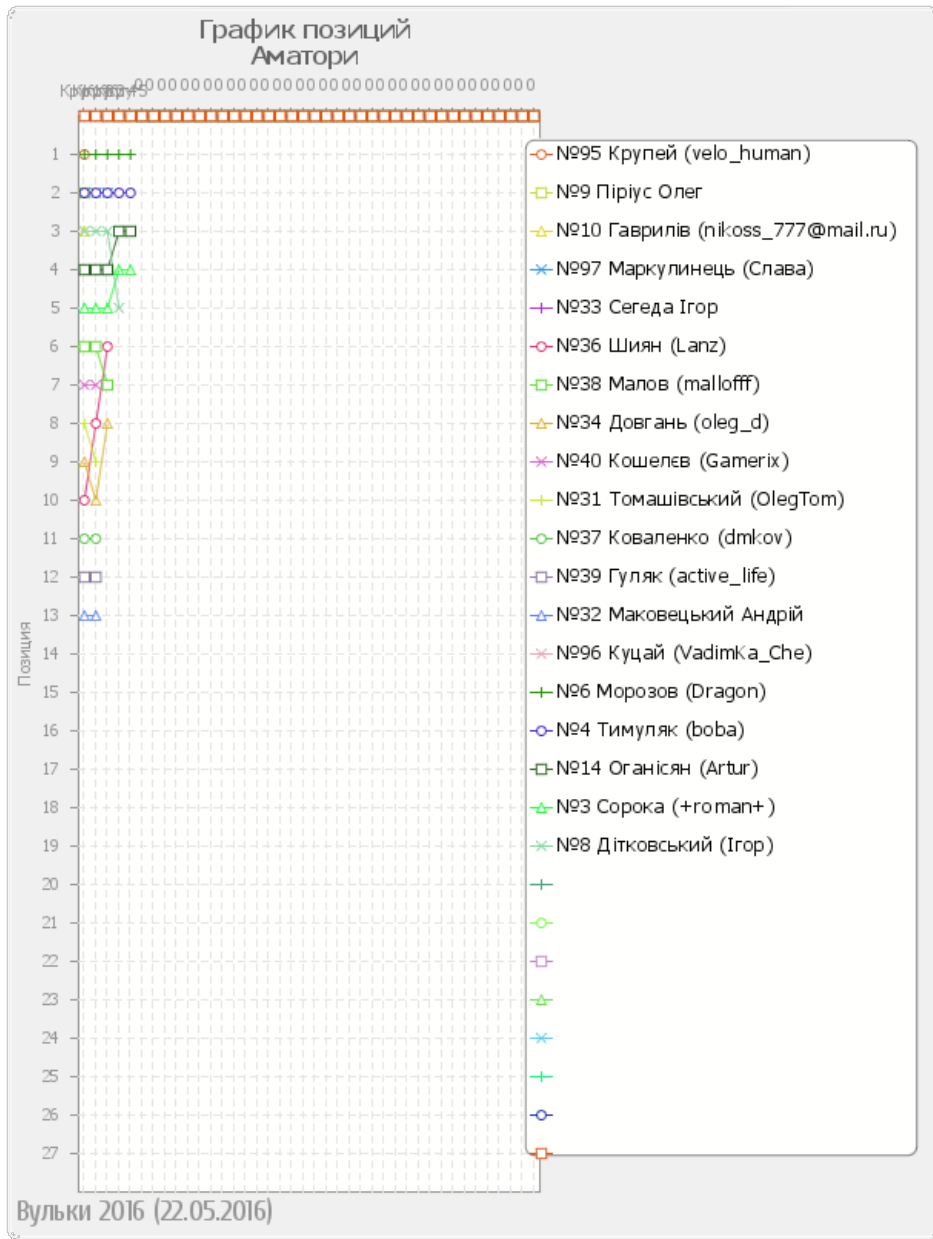 График позиций
Аматори
0000000000000000000000000000000000
1
2
3
4
5
6
7
8
9
10
11
12
13
14
15
16
17
18
19
20
21
22
23
24
25
26
27
Позиция
№95 Крупей (velo_human)
№9 Піріус Олег
№10 Гаврилів (nikoss_777@mail.ru)
№97 Маркулинець (Слава)
№33 Сегеда Ігор
№36 Шиян (Lanz)
№38 Малов (mallofff)
№34 Довгань (oleg_d)
№40 Кошелєв (Gamerix)
№31 Томашівський (OlegTom)
№37 Коваленко (dmkov)
№39 Гуляк (active_life)
№32 Маковецький Андрій
№96 Куцай (VadimKa_Che)
№6 Морозов (Dragon)
№4 Тимуляк (boba)
№14 Оганісян (Artur)
№3 Сорока (+roman+)
№8 Дітковський (Ігор)
Вульки 2016 (22.05.2016)